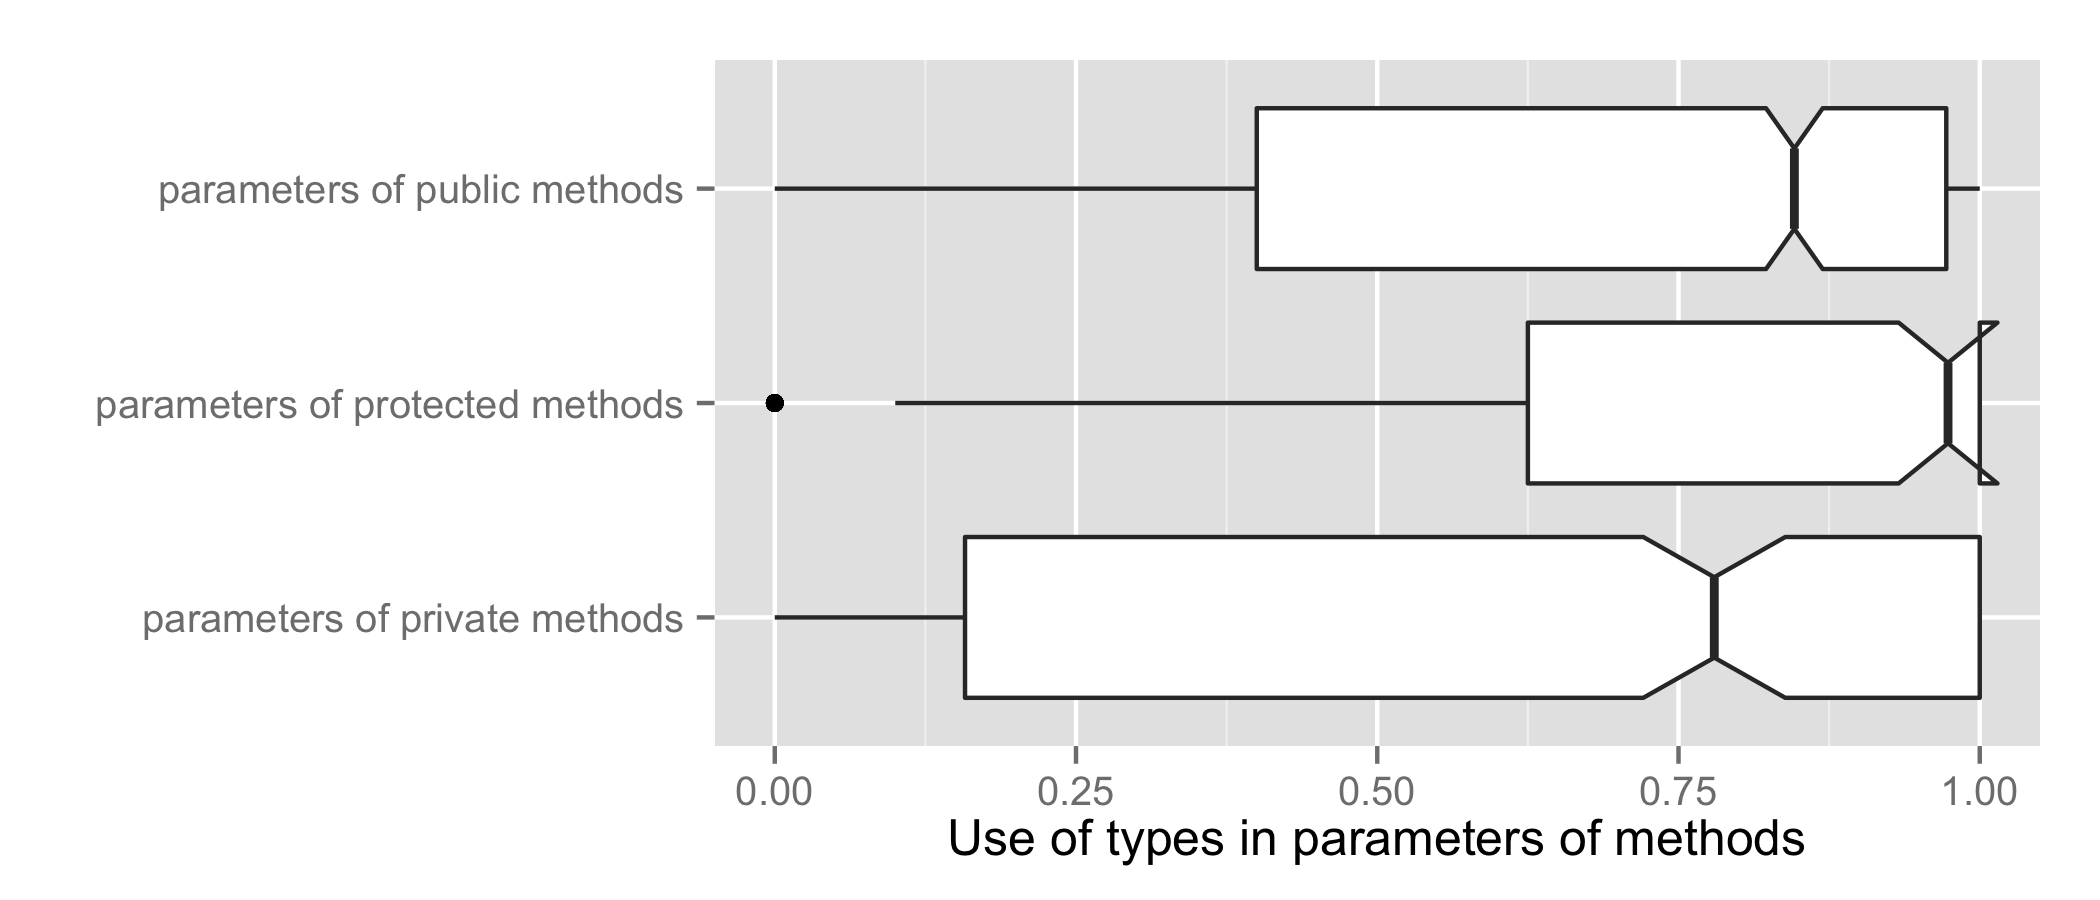 parameters of public methods
parameters of protected methods
parameters of private methods
0.00 0.25 0.50 0.75 1.00
Use of types in parameters of methods